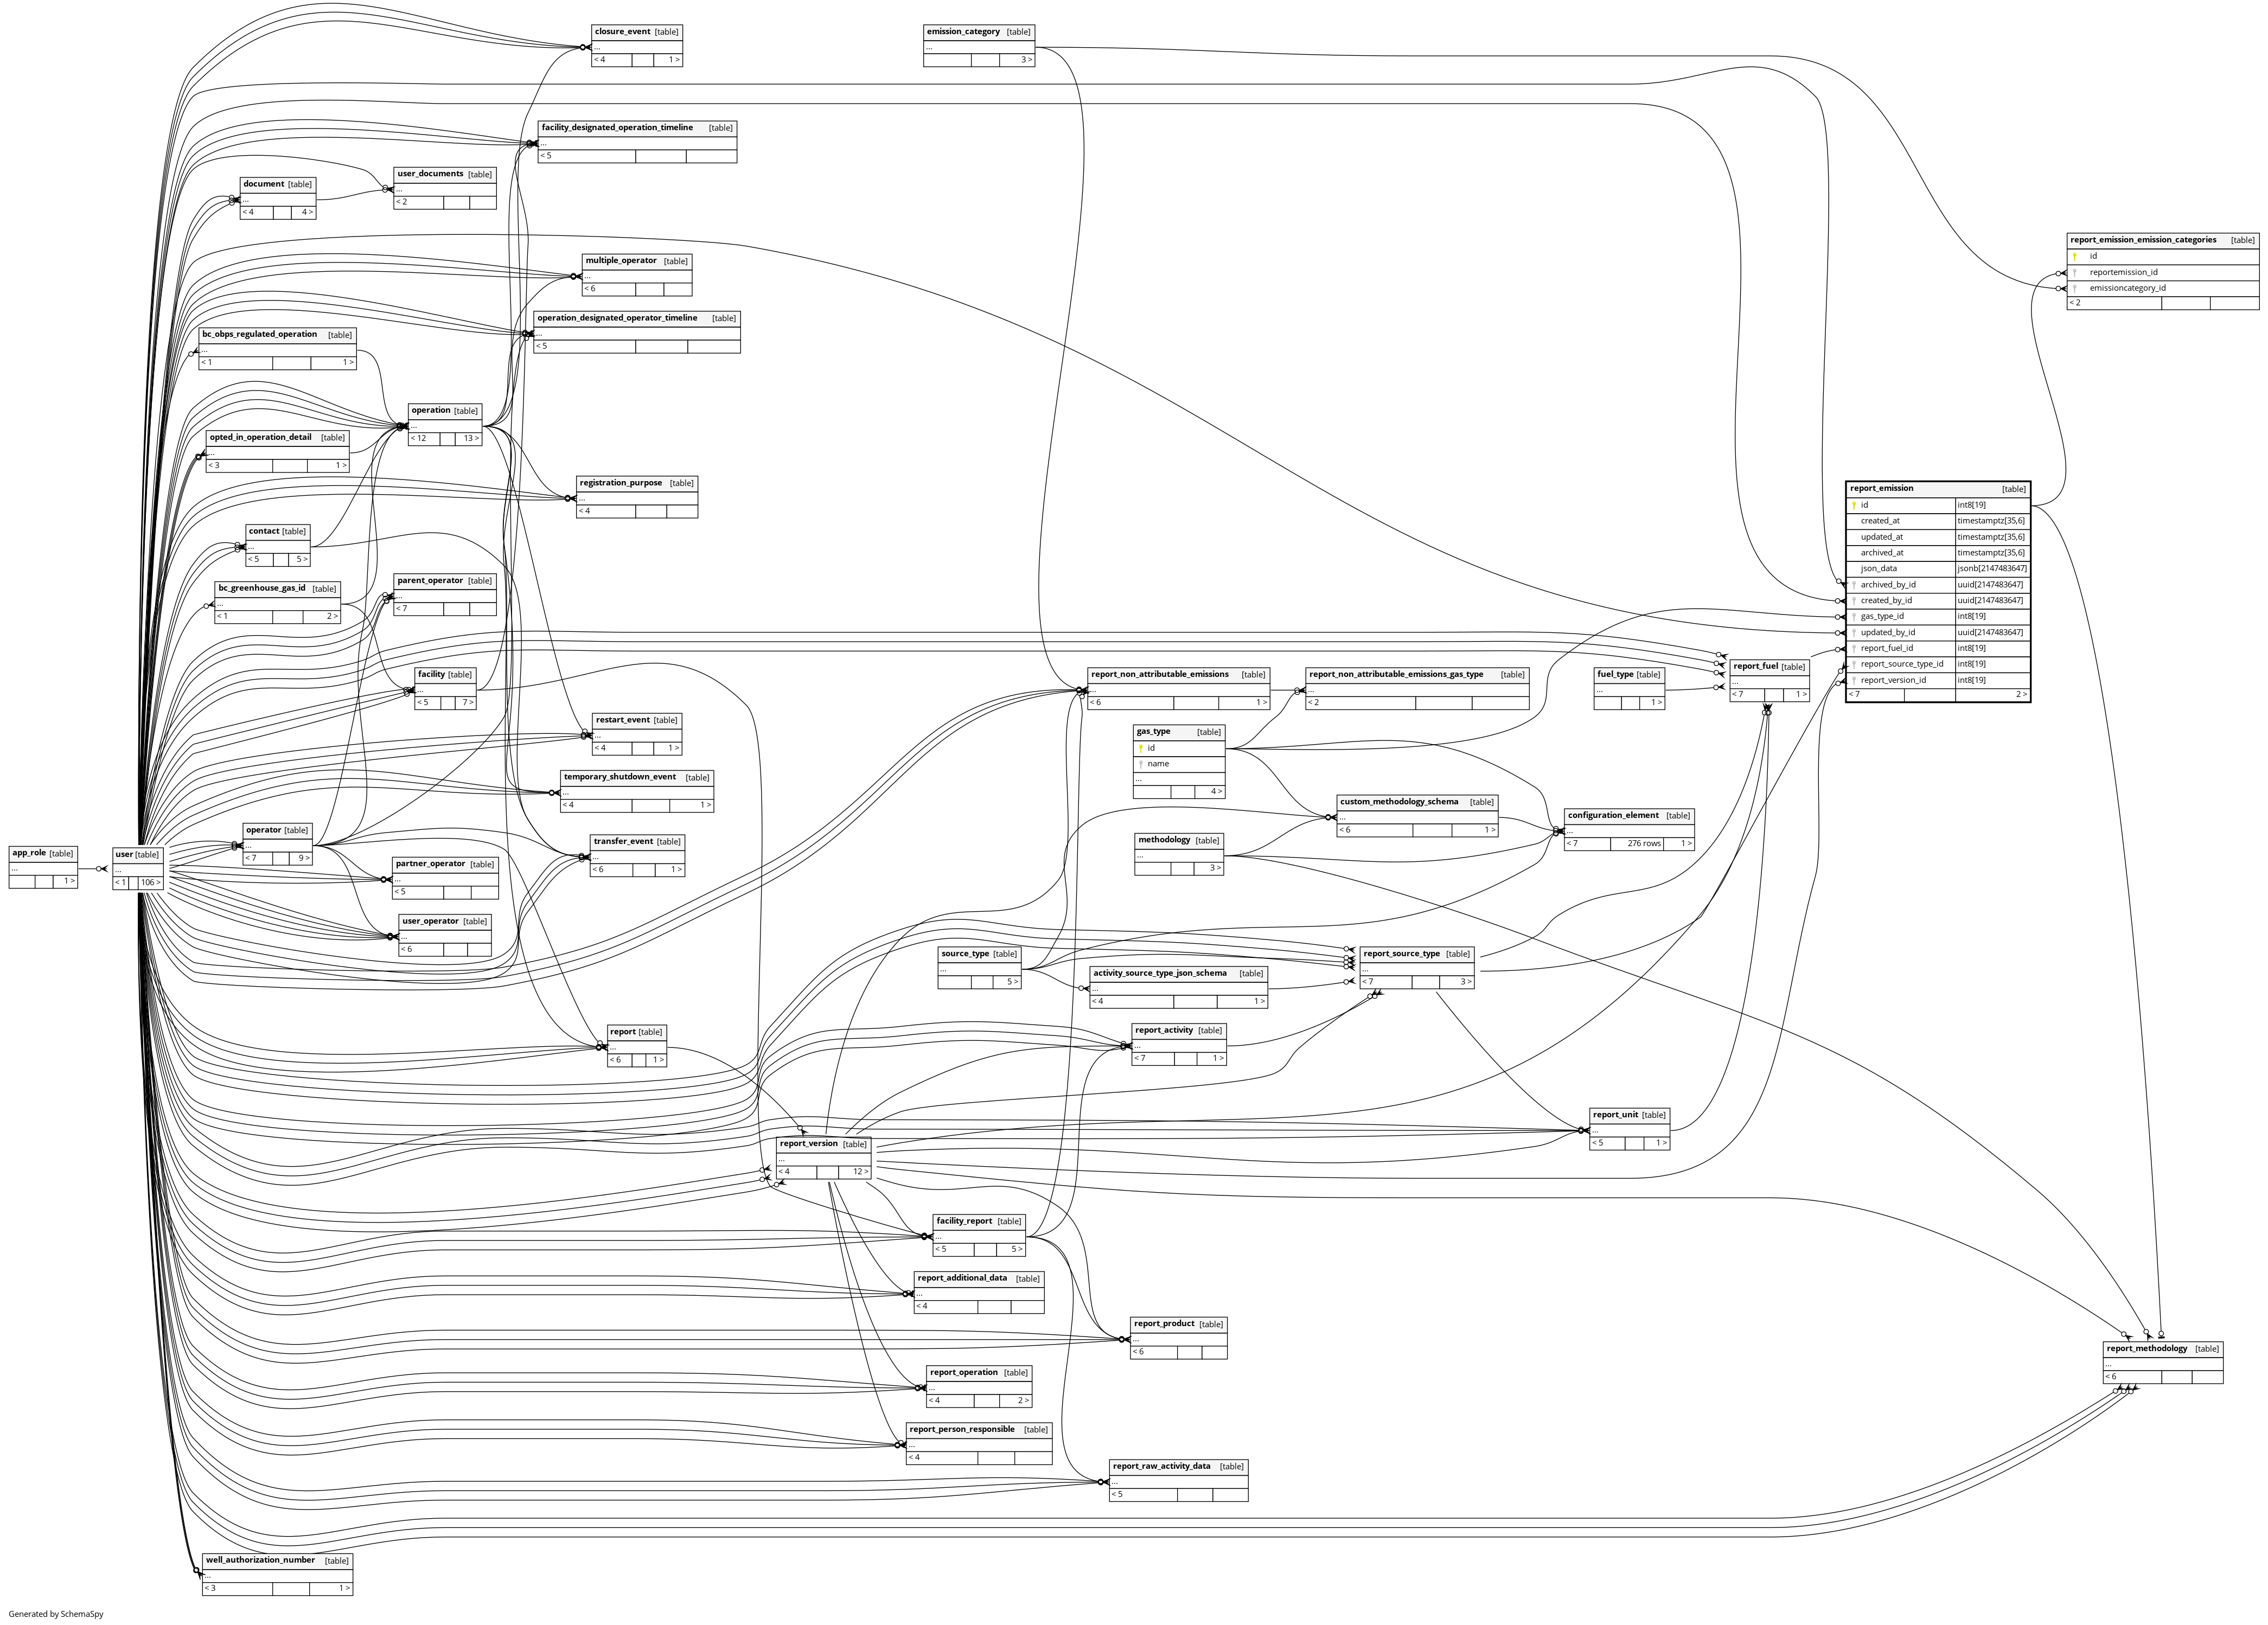 closure_event [table]
...
< 4 1 >
emission_category [table]
...
3 >
facility_designated_operation_timeline [table]
...
< 5
user_documents [table]
...
< 2
document [table]
...
< 4 4 >
report_emission_emission_categories [table]
id
reportemission_id
emissioncategory_id
< 2
multiple_operator [table]
...
< 6
operation_designated_operator_timeline [table]
...
< 5
bc_obps_regulated_operation [table]
...
< 1 1 >
operation [table]
...
< 12 13 >
opted_in_operation_detail [table]
...
< 3 1 >
registration_purpose [table]
...
< 4
report_emission [table]
id int8[19]
created_at timestamptz[35,6]
updated_at timestamptz[35,6]
archived_at timestamptz[35,6]
json_data jsonb[2147483647]
archived_by_id uuid[2147483647]
created_by_id uuid[2147483647]
gas_type_id int8[19]
updated_by_id uuid[2147483647]
report_fuel_id int8[19]
report_source_type_id int8[19]
report_version_id int8[19]
< 7 2 >
contact [table]
...
< 5 5 >
bc_greenhouse_gas_id [table]
...
< 1 2 >
parent_operator [table]
...
< 7
facility [table]
...
< 5 7 >
report_non_attributable_emissions [table]
...
< 6 1 >
report_non_attributable_emissions_gas_type [table]
...
< 2
fuel_type [table]
...
1 >
report_fuel [table]
...
< 7 1 >
restart_event [table]
...
< 4 1 >
gas_type [table]
id
name
...
4 >
temporary_shutdown_event [table]
...
< 4 1 >
custom_methodology_schema [table]
...
< 6 1 >
configuration_element [table]
...
< 7 276 rows 1 >
operator [table]
...
< 7 9 >
transfer_event [table]
...
< 6 1 >
methodology [table]
...
3 >
app_role [table]
...
1 >
user [table]
...
< 1 106 >
partner_operator [table]
...
< 5
user_operator [table]
...
< 6
source_type [table]
...
5 >
report_source_type [table]
...
< 7 3 >
activity_source_type_json_schema [table]
...
< 4 1 >
report [table]
...
< 6 1 >
report_activity [table]
...
< 7 1 >
report_unit [table]
...
< 5 1 >
report_version [table]
...
< 4 12 >
facility_report [table]
...
< 5 5 >
report_additional_data [table]
...
< 4
report_product [table]
...
< 6
report_methodology [table]
...
< 6
report_operation [table]
...
< 4 2 >
report_person_responsible [table]
...
< 4
report_raw_activity_data [table]
...
< 5
well_authorization_number [table]
...
< 3 1 >
Generated by SchemaSpy